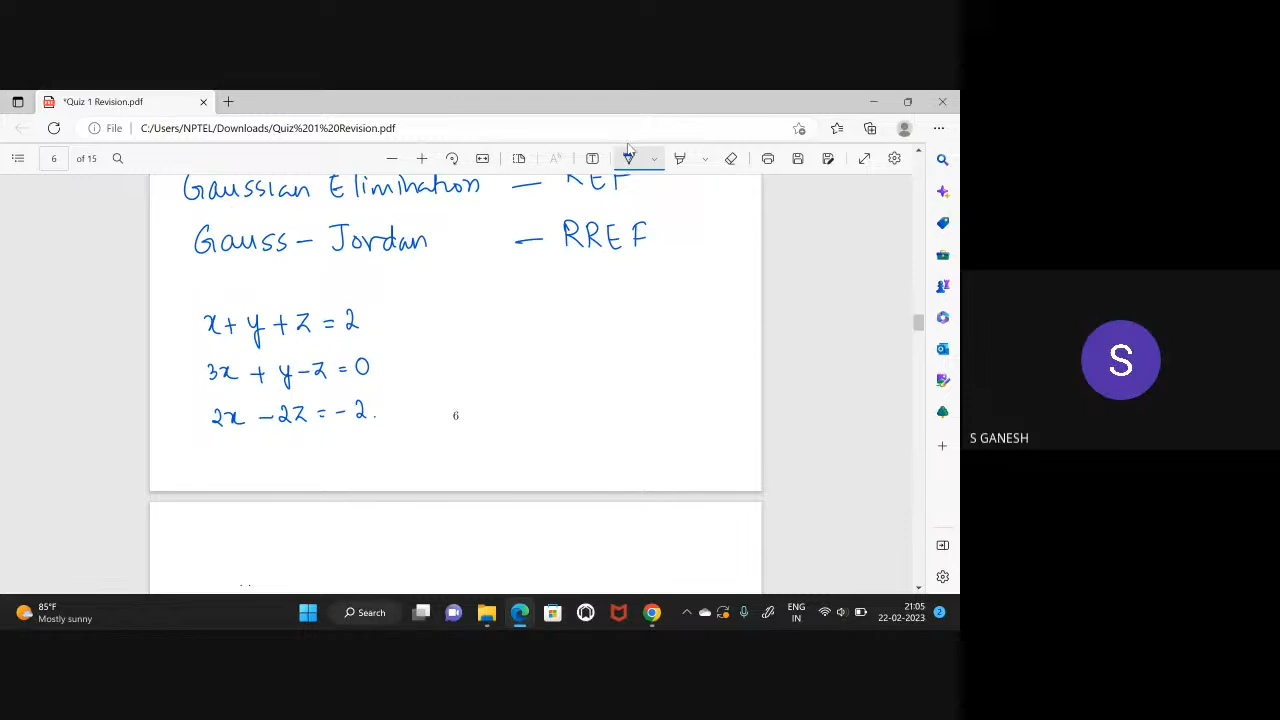 *Quiz 1 Revision.pdf
File C:/Users/NPTEL/Downloads/Quiz%201%20Revision.pdf
6 of 15
Gaussian Elimination — REF
Gauss - Jordan — RREF
x + y + z = 2
3x + y - z = 0
2x - 2z = -2.
6
S
S GANESH
85°F
Mostly sunny
Search
ENG
IN
21:05
22-02-2023
2